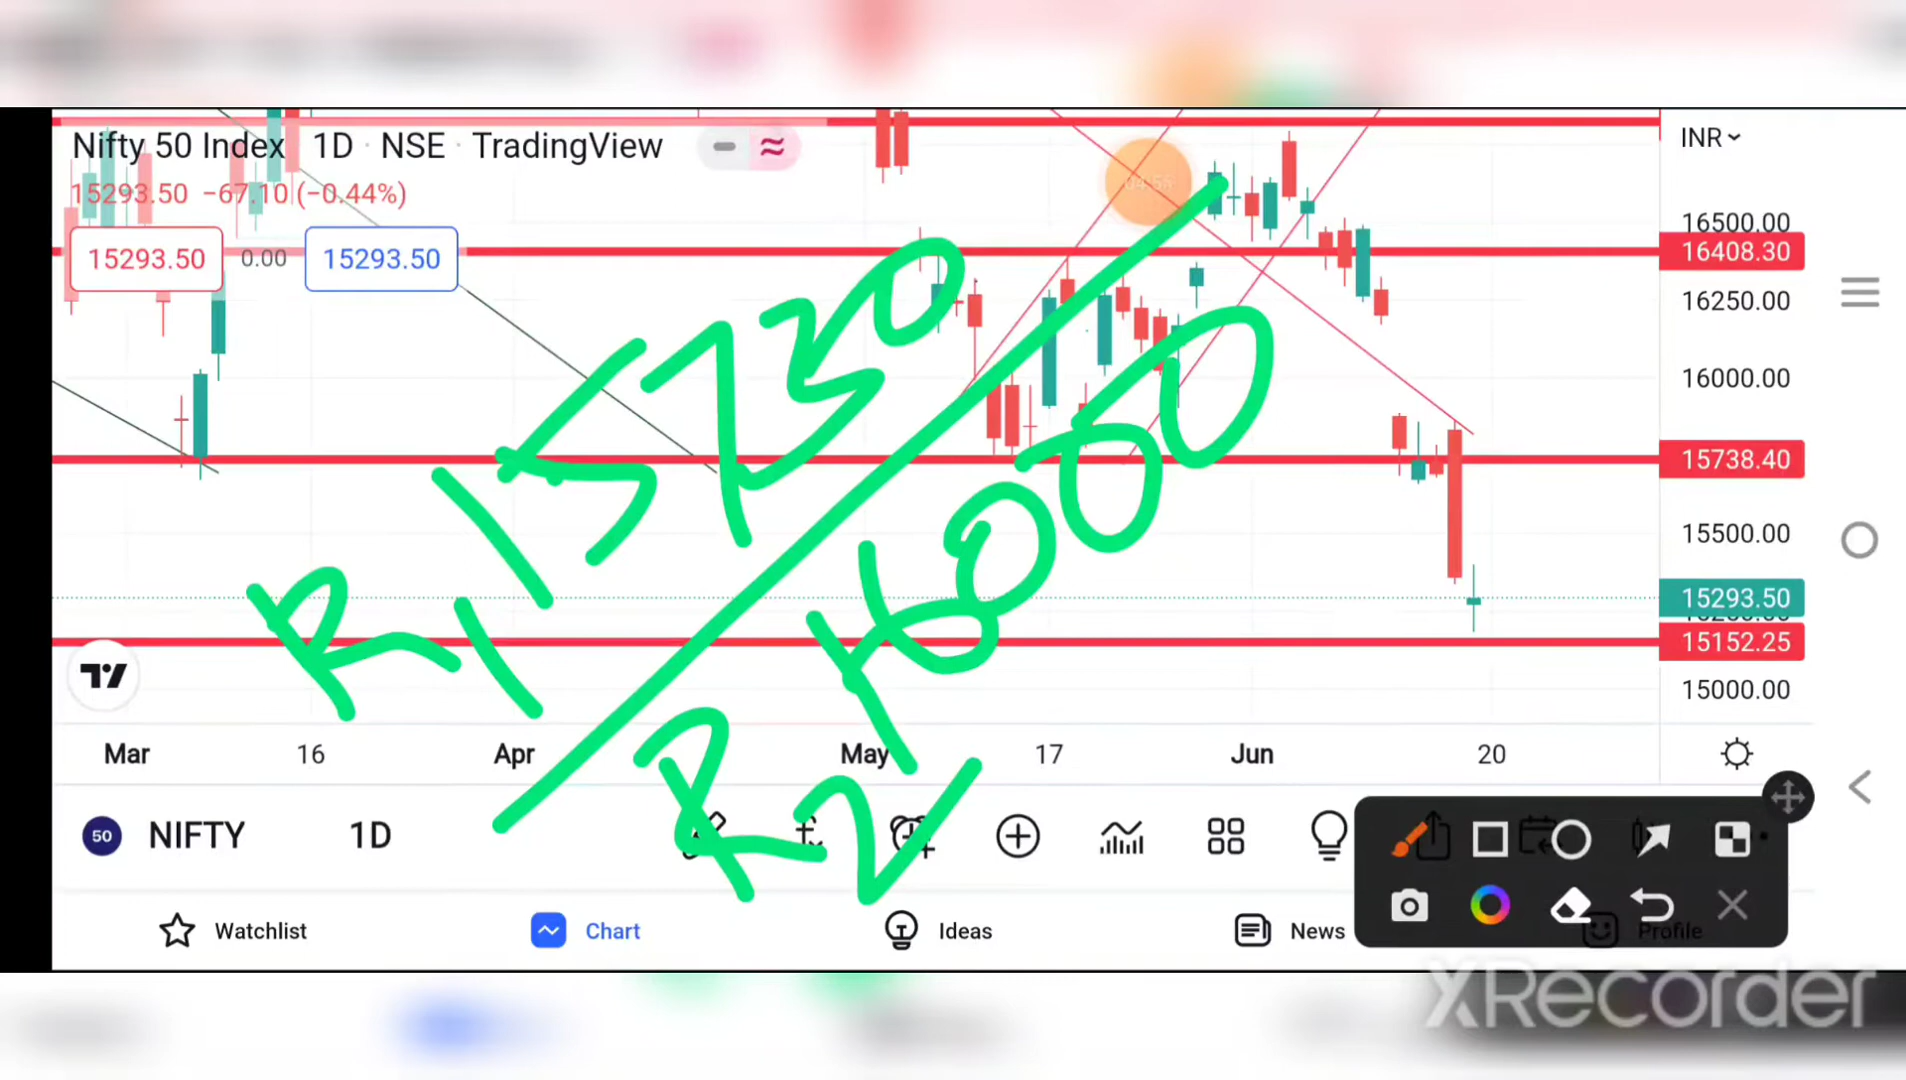 Nifty 50 Index 1D · NSE · TradingView
15293.50 −67.10 (−0.44%)
15293.50 0.00 15293.50
INR
16500.00
16408.30
16250.00
16000.00
15738.40
15500.00
15293.50
15152.25
15000.00
R1 15730
R2 16000
Mar 16 Apr May 17 Jun 20
50 NIFTY 1D
Watchlist Chart Ideas News Profile
XRecorder